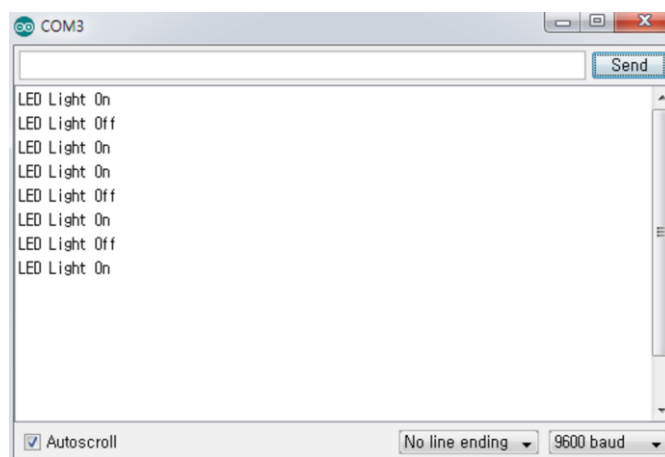 COM3
Send
LED Light On
LED Light Off
LED Light On
LED Light On
LED Light Off
LED Light On
LED Light Off
LED Light On
Autoscroll
No line ending
9600 baud